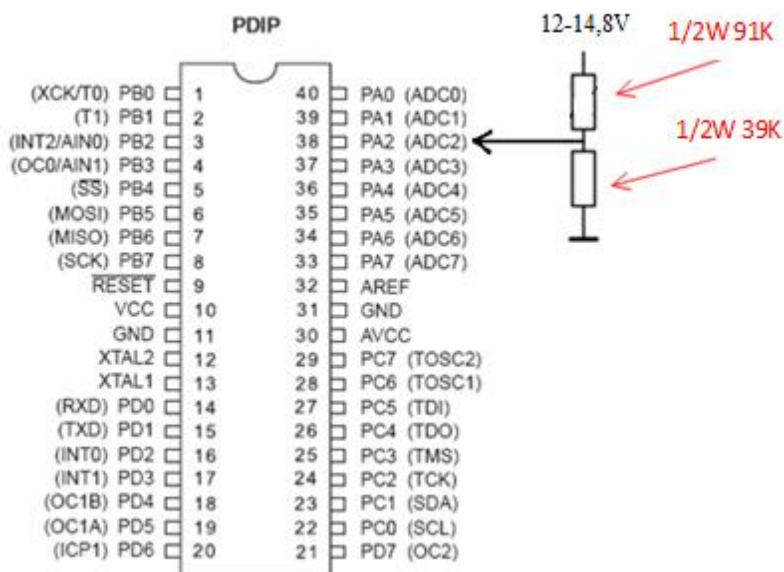 PDIP
12-14,8V
1/2W 91K
1/2W 39K
(XCK/T0) PB0 1 40 PA0 (ADC0)
(T1) PB1 2 39 PA1 (ADC1)
(INT2/AIN0) PB2 3 38 PA2 (ADC2)
(OC0/AIN1) PB3 4 37 PA3 (ADC3)
(SS) PB4 5 36 PA4 (ADC4)
(MOSI) PB5 6 35 PA5 (ADC5)
(MISO) PB6 7 34 PA6 (ADC6)
(SCK) PB7 8 33 PA7 (ADC7)
RESET 9 32 AREF
VCC 10 31 GND
GND 11 30 AVCC
XTAL2 12 29 PC7 (TOSC2)
XTAL1 13 28 PC6 (TOSC1)
(RXD) PD0 14 27 PC5 (TDI)
(TXD) PD1 15 26 PC4 (TDO)
(INT0) PD2 16 25 PC3 (TMS)
(INT1) PD3 17 24 PC2 (TCK)
(OC1B) PD4 18 23 PC1 (SDA)
(OC1A) PD5 19 22 PC0 (SCL)
(ICP1) PD6 20 21 PD7 (OC2)